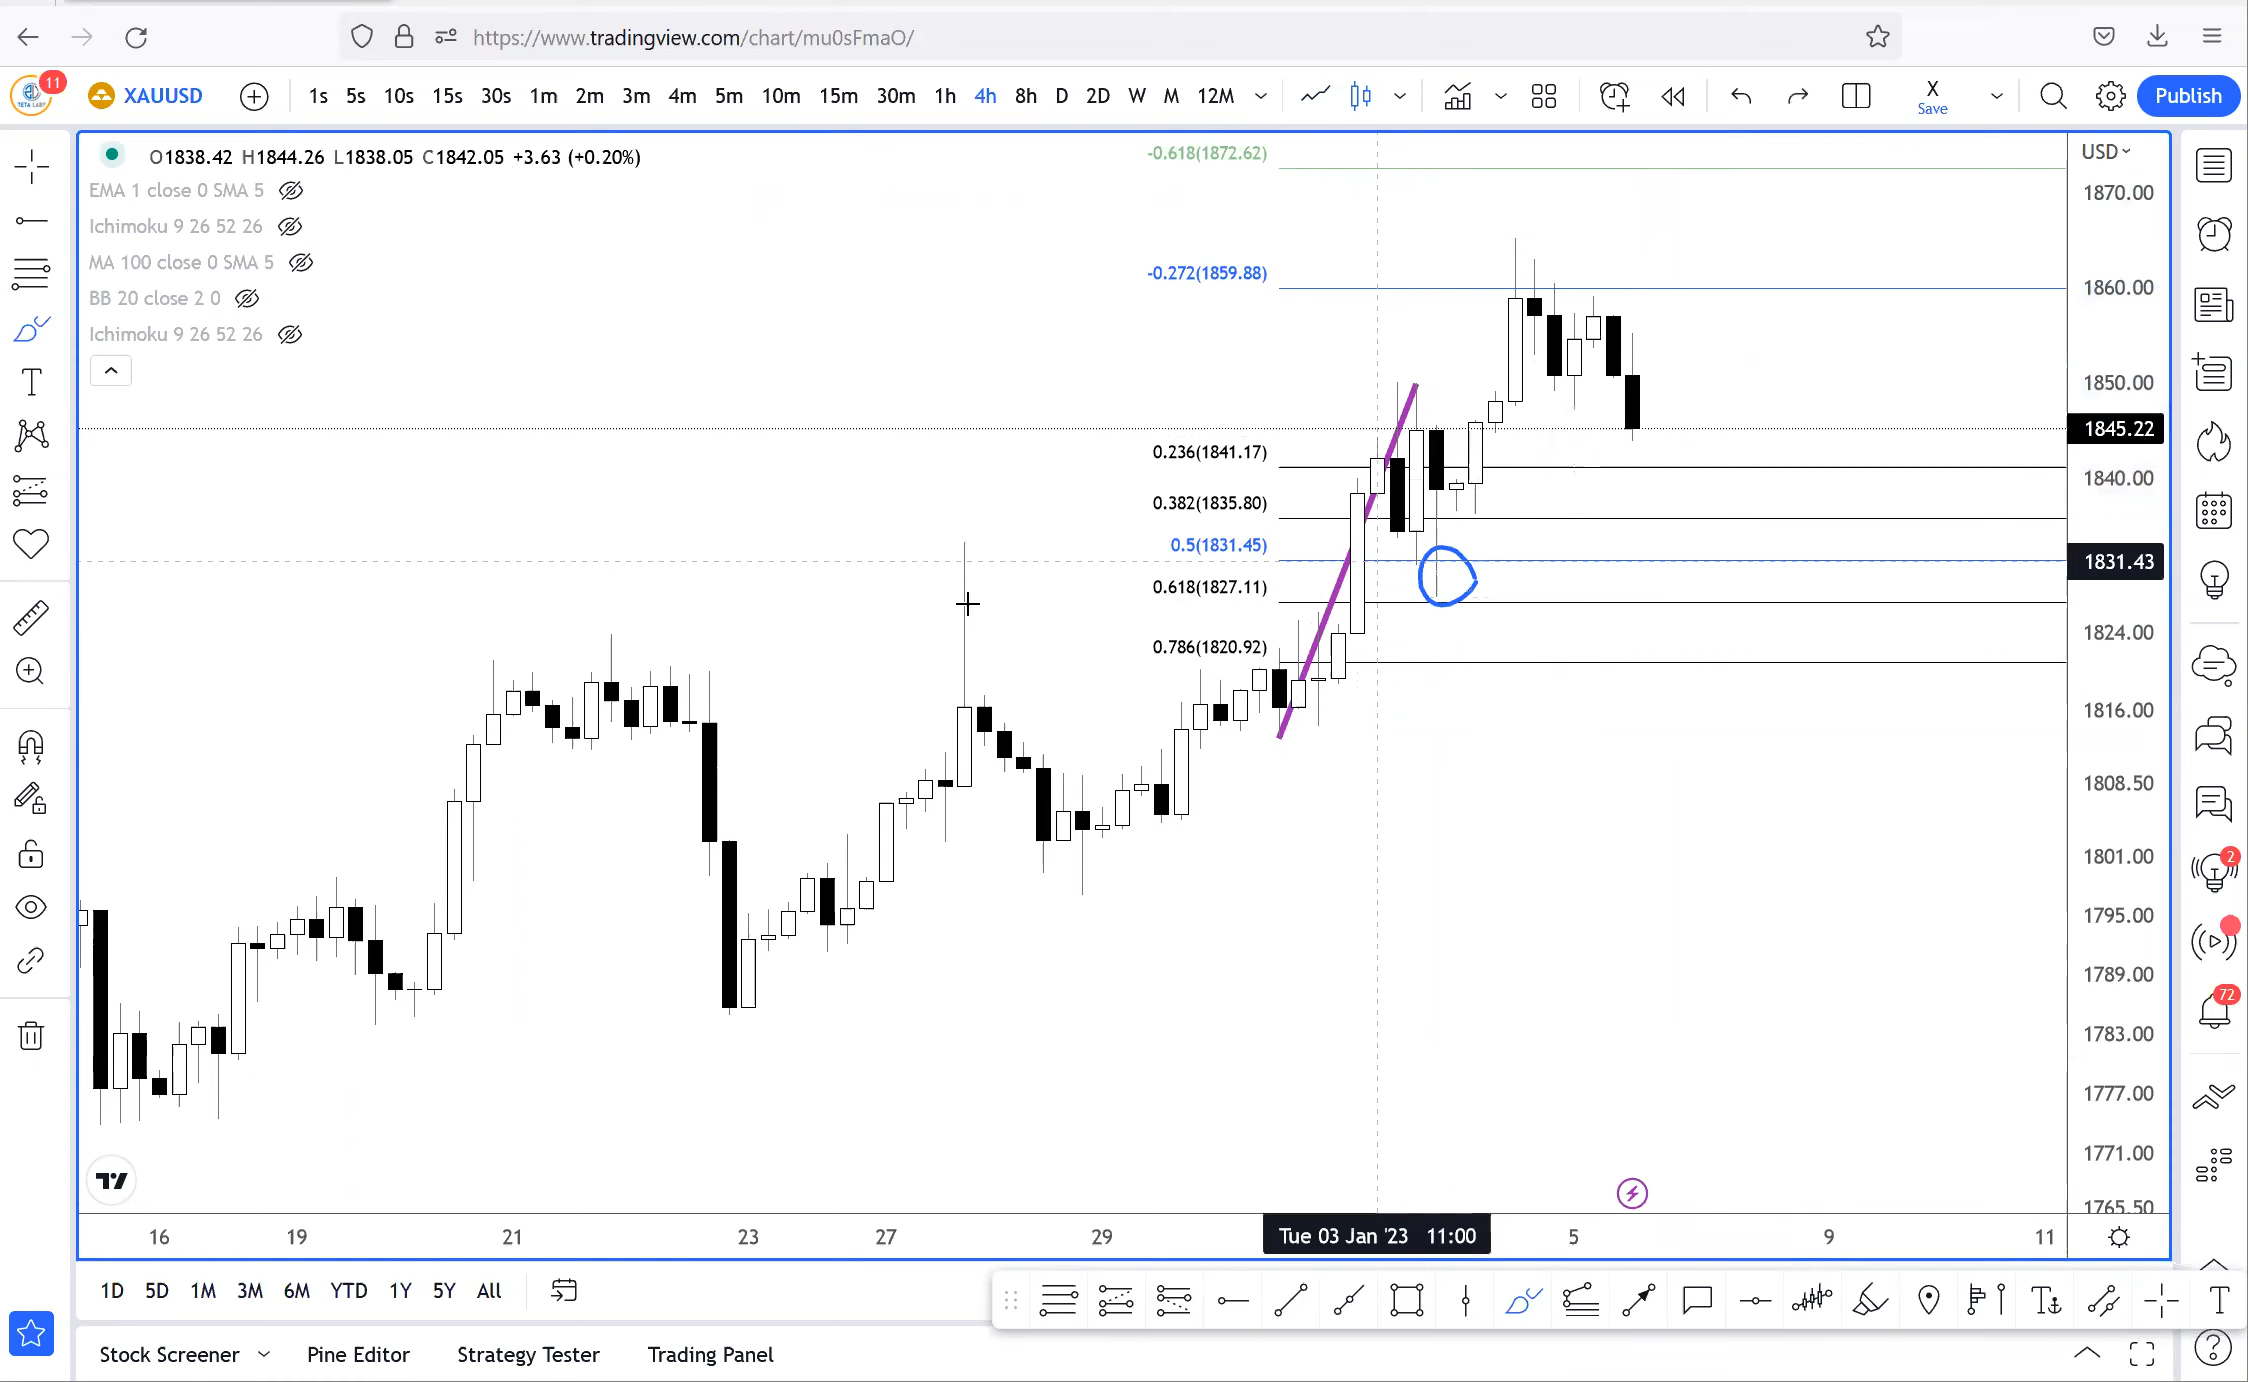 https://www.tradingview.com/chart/mu0sFmaO/
11
TETA LABZ
XAUUSD 1s 5s 10s 15s 30s 1m 2m 3m 4m 5m 10m 15m 30m 1h 4h 8h D 2D W M 12M X Save Publish
O1838.42 H1844.26 L1838.05 C1842.05 +3.63 (+0.20%)
EMA 1 close 0 SMA 5
Ichimoku 9 26 52 26
MA 100 close 0 SMA 5
BB 20 close 2 0
Ichimoku 9 26 52 26
-0.618(1872.62)
-0.272(1859.88)
0.236(1841.17)
0.382(1835.80)
0.5(1831.45)
0.618(1827.11)
0.786(1820.92)
USD
1870.00
1860.00
1850.00
1845.22
1840.00
1831.43
1824.00
1816.00
1808.50
1801.00
1795.00
1789.00
1783.00
1777.00
1771.00
1765.50
2
72
16 19 21 23 27 29 Tue 03 Jan '23 11:00 5 9 11
1D 5D 1M 3M 6M YTD 1Y 5Y All
Stock Screener Pine Editor Strategy Tester Trading Panel